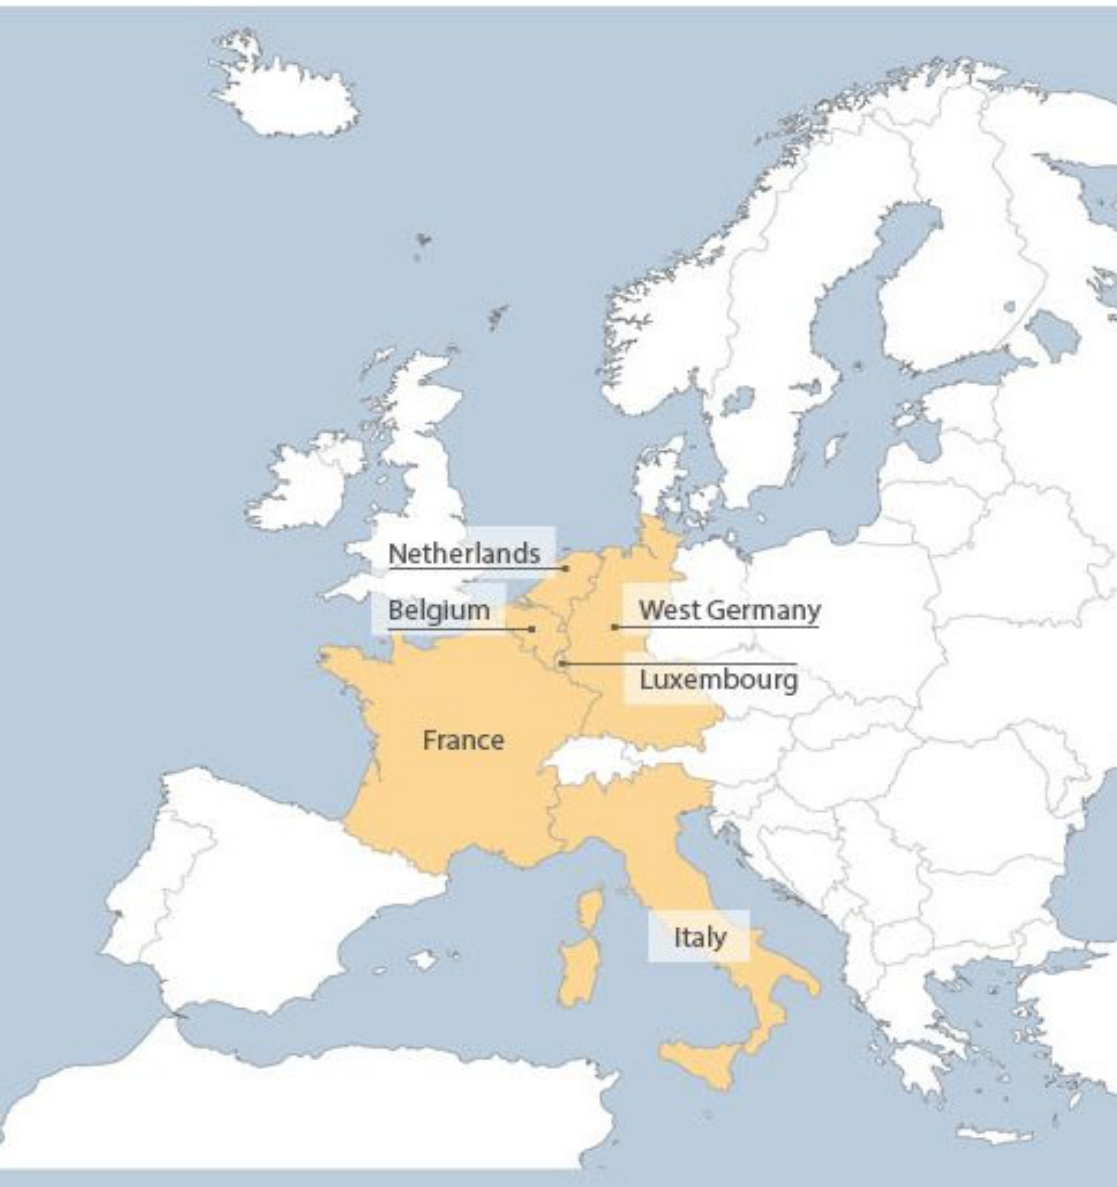 Netherlands
Belgium
West Germany
Luxembourg
France
Italy